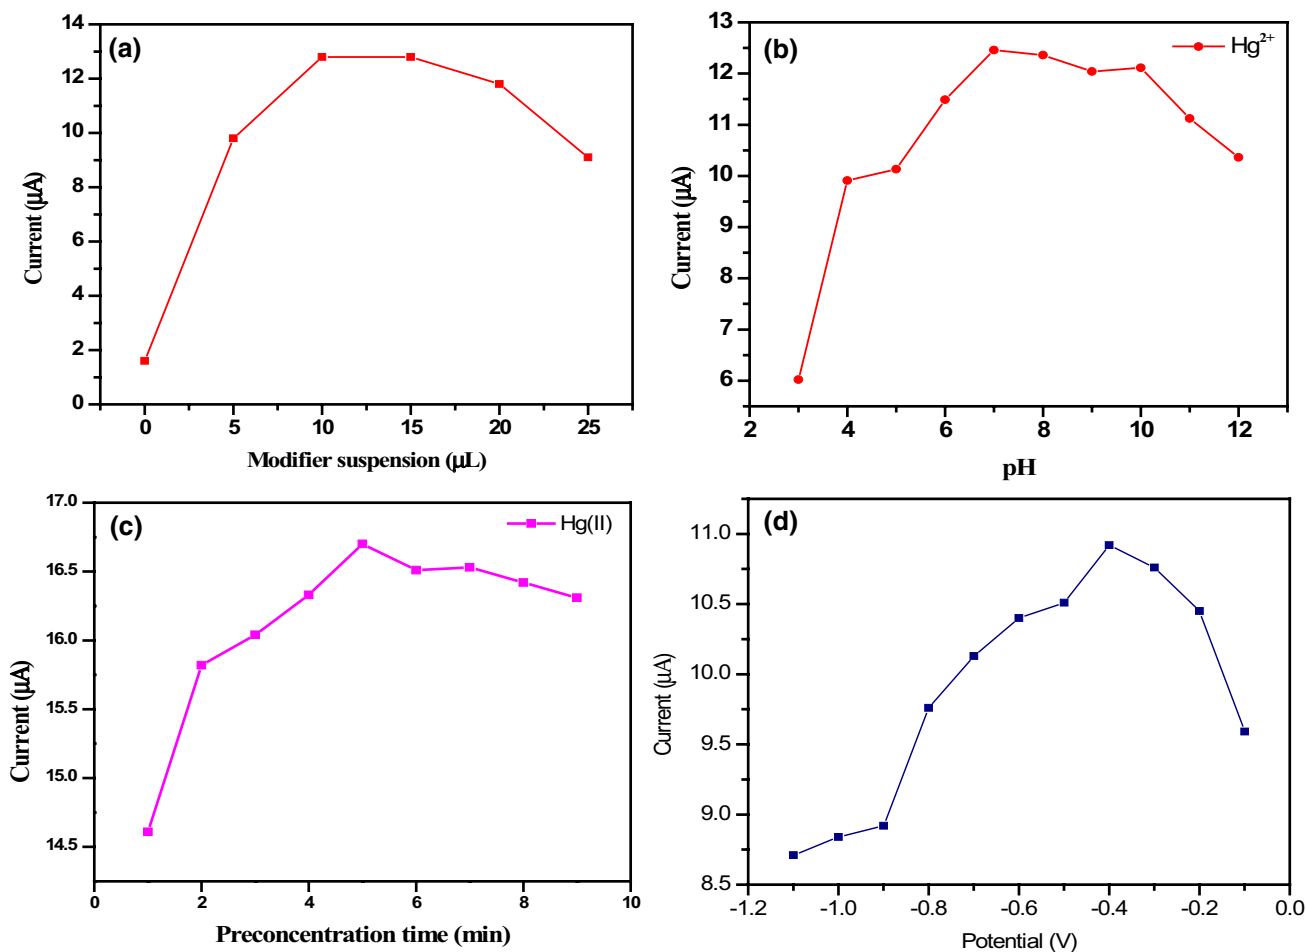 (a)
14
12
10
8
6
4
2
0
Current (µA)
0 5 10 15 20 25
Modifier suspension (µL)
(b)
Hg²⁺
13
12
11
10
9
8
7
6
Current (µA)
2 4 6 8 10 12
pH
(c)
Hg(II)
17.0
16.5
16.0
15.5
15.0
14.5
Current (µA)
0 2 4 6 8 10
Preconcentration time (min)
(d)
11.0
10.5
10.0
9.5
9.0
8.5
Current (µA)
-1.2 -1.0 -0.8 -0.6 -0.4 -0.2 0.0
Potential (V)